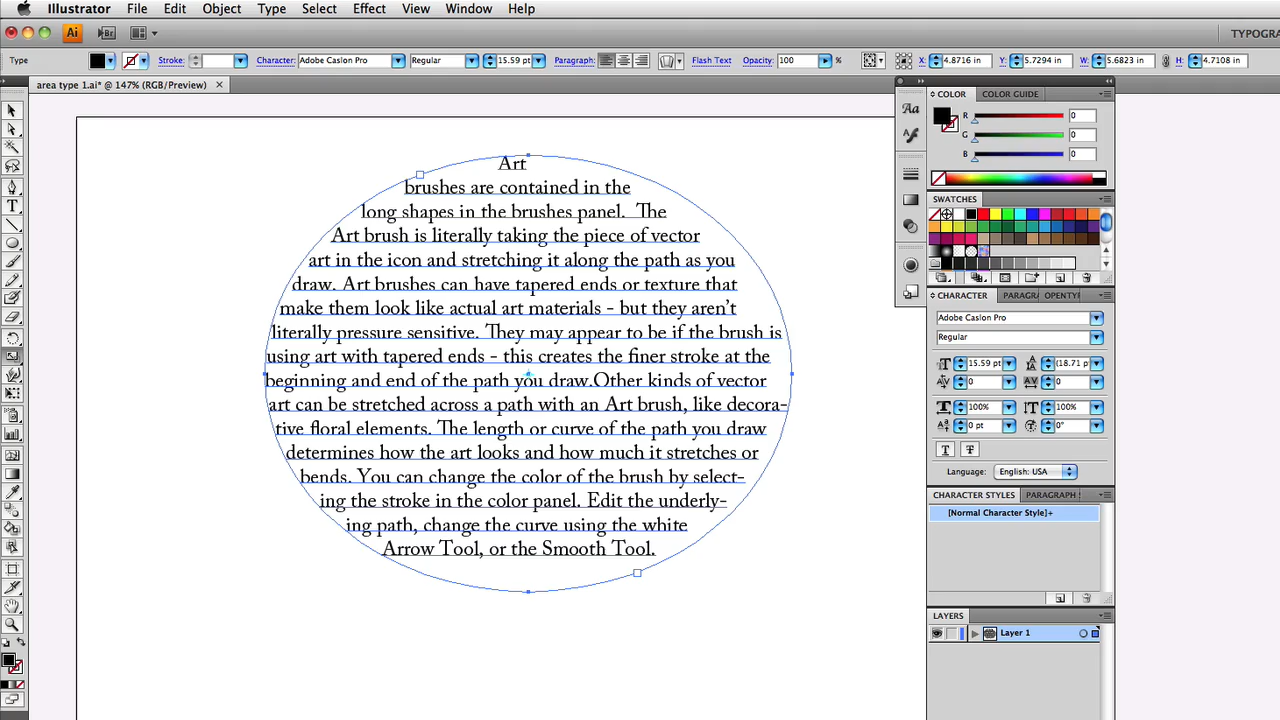 Illustrator File Edit Object Type Select Effect View Window Help
Ai Br TYPOGRA
Type Stroke: Character: Adobe Caslon Pro Regular 15.59 pt Paragraph: Flash Text Opacity: 100 % X: 4.8716 in Y: 5.7294 in W: 5.6823 in H: 4.7108 in
area type 1.ai* @ 147% (RGB/Preview)
Art
brushes are contained in the
long shapes in the brushes panel.  The
Art Brush is literally taking the piece of vector
art in the icon and stretching it along the path as you
draw. Art brushes can have tapered ends or texture that
make them look like actual art materials - but they aren’t
literally pressure sensitive. They may appear to be if the brush is
using art with tapered ends - this creates the finer stroke at the
beginning and end of the path you draw.Other kinds of vector
art can be stretched across a path with an Art brush, like decora-
tive floral elements. The length or curve of the path you draw
determines how the art looks and how much it stretches or
bends. You can change the color of the brush by select-
ing the stroke in the color panel. Edit the underly-
ing path, change the curve using the white
Arrow Tool, or the Smooth Tool.
COLOR COLOR GUIDE
R 0
G 0
B 0
SWATCHES
CHARACTER PARAGR OPENTY
Adobe Caslon Pro
Regular
15.59 pt (18.71 p
0 0
100% 100%
0 pt 0°
T T
Language: English: USA
CHARACTER STYLES PARAGRAPH
[Normal Character Style]+
LAYERS
Layer 1